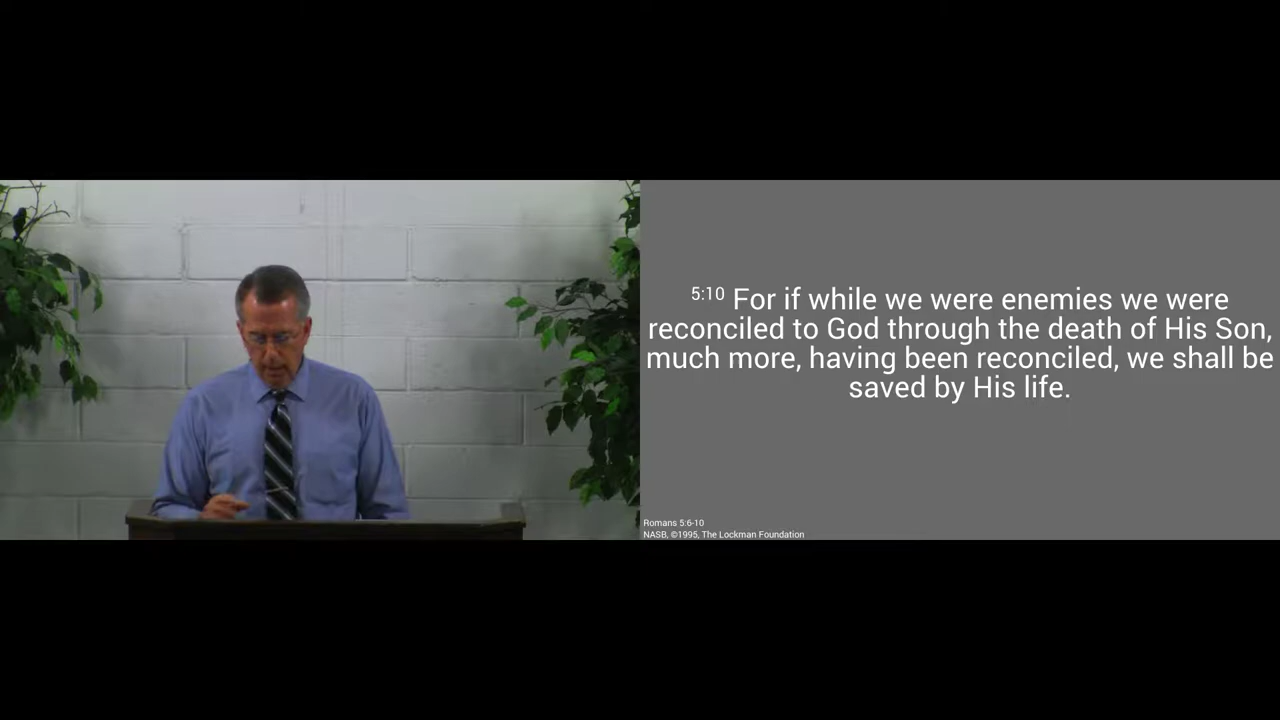 5:10 For if while we were enemies we were
reconciled to God through the death of His Son,
much more, having been reconciled, we shall be
saved by His life.
Romans 5:6-10
NASB, ©1995, The Lockman Foundation